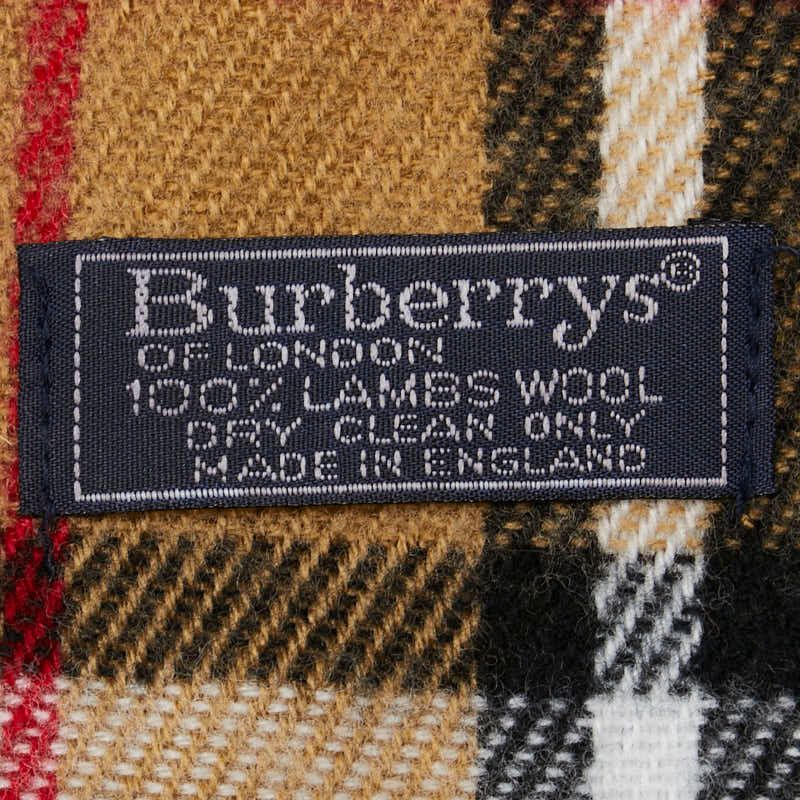 Burberrys®
OF LONDON
100% LAMBS WOOL
DRY CLEAN ONLY
MADE IN ENGLAND